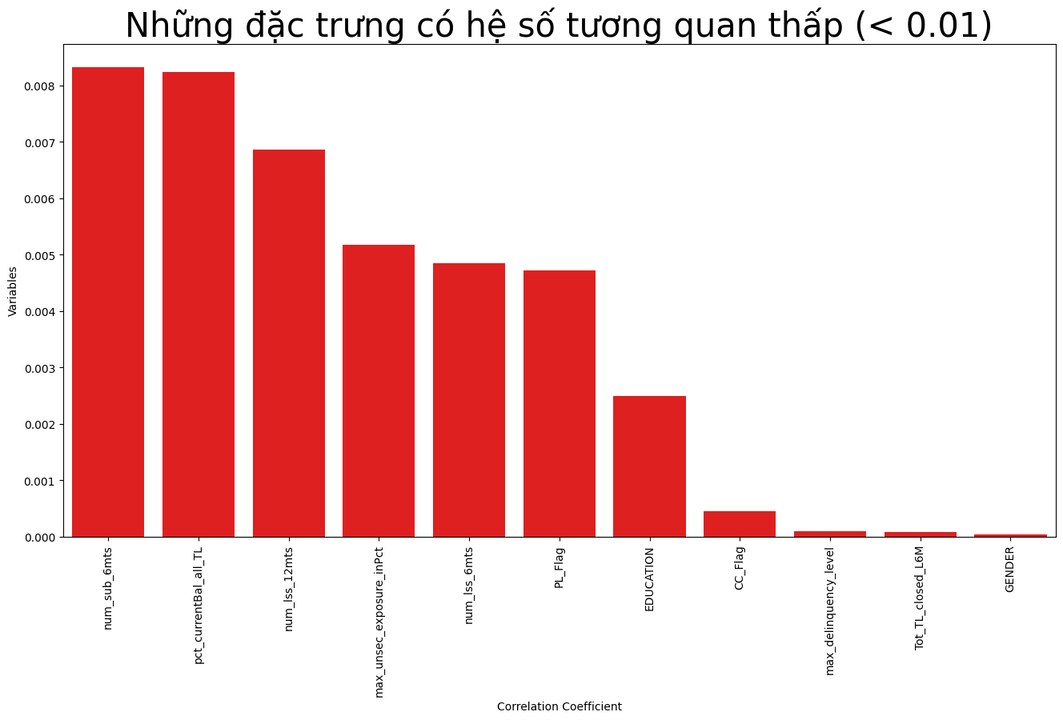 Những đặc trưng có hệ số tương quan thấp (< 0.01)
Variables
0.008
0.007
0.006
0.005
0.004
0.003
0.002
0.001
0.000
num_sub_6mts
pct_currentBal_all_TL
num_lss_12mts
max_unsec_exposure_inPct
num_lss_6mts
PL_Flag
EDUCATION
CC_Flag
max_delinquency_level
Tot_TL_closed_L6M
GENDER
Correlation Coefficient